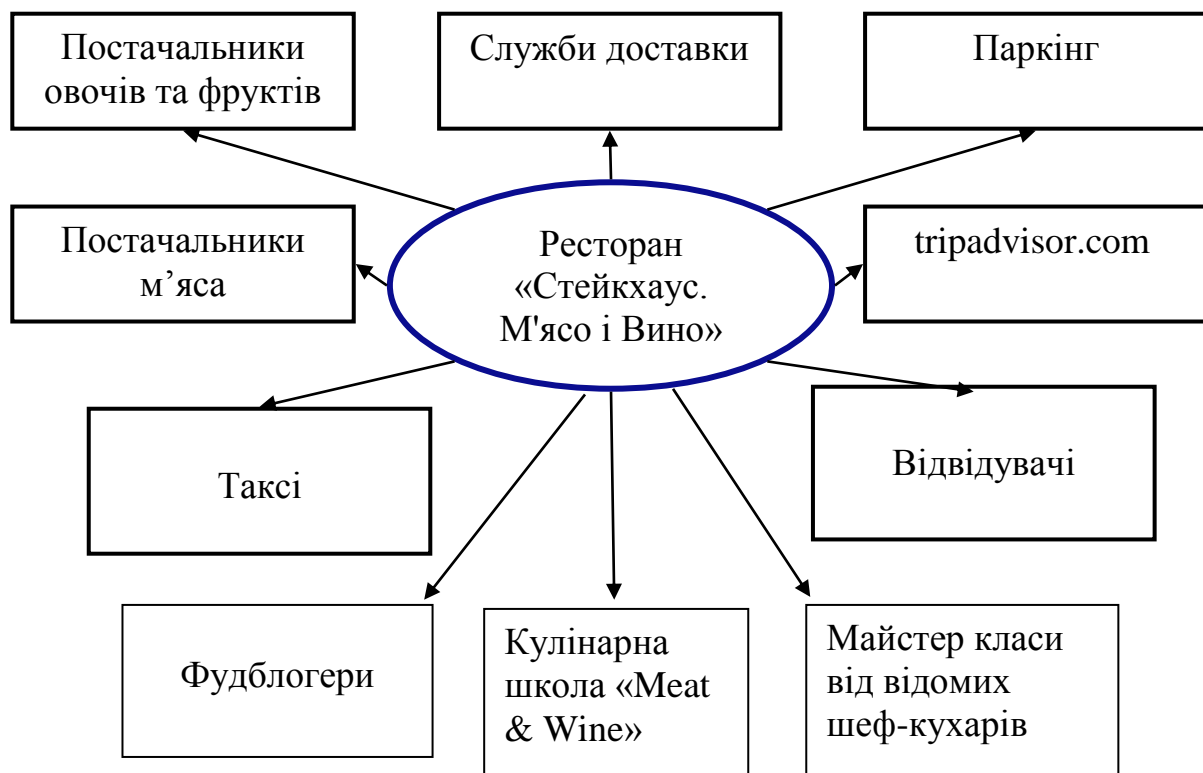 Постачальники
овочів та фруктів
Служби доставки
Паркінг
Постачальники
м’яса
Ресторан
«Стейкхаус.
М'ясо і Вино»
tripadvisor.com
Таксі
Відвідувачі
Фудблогери
Кулінарна
школа «Meat
& Wine»
Майстер класи
від відомих
шеф-кухарів